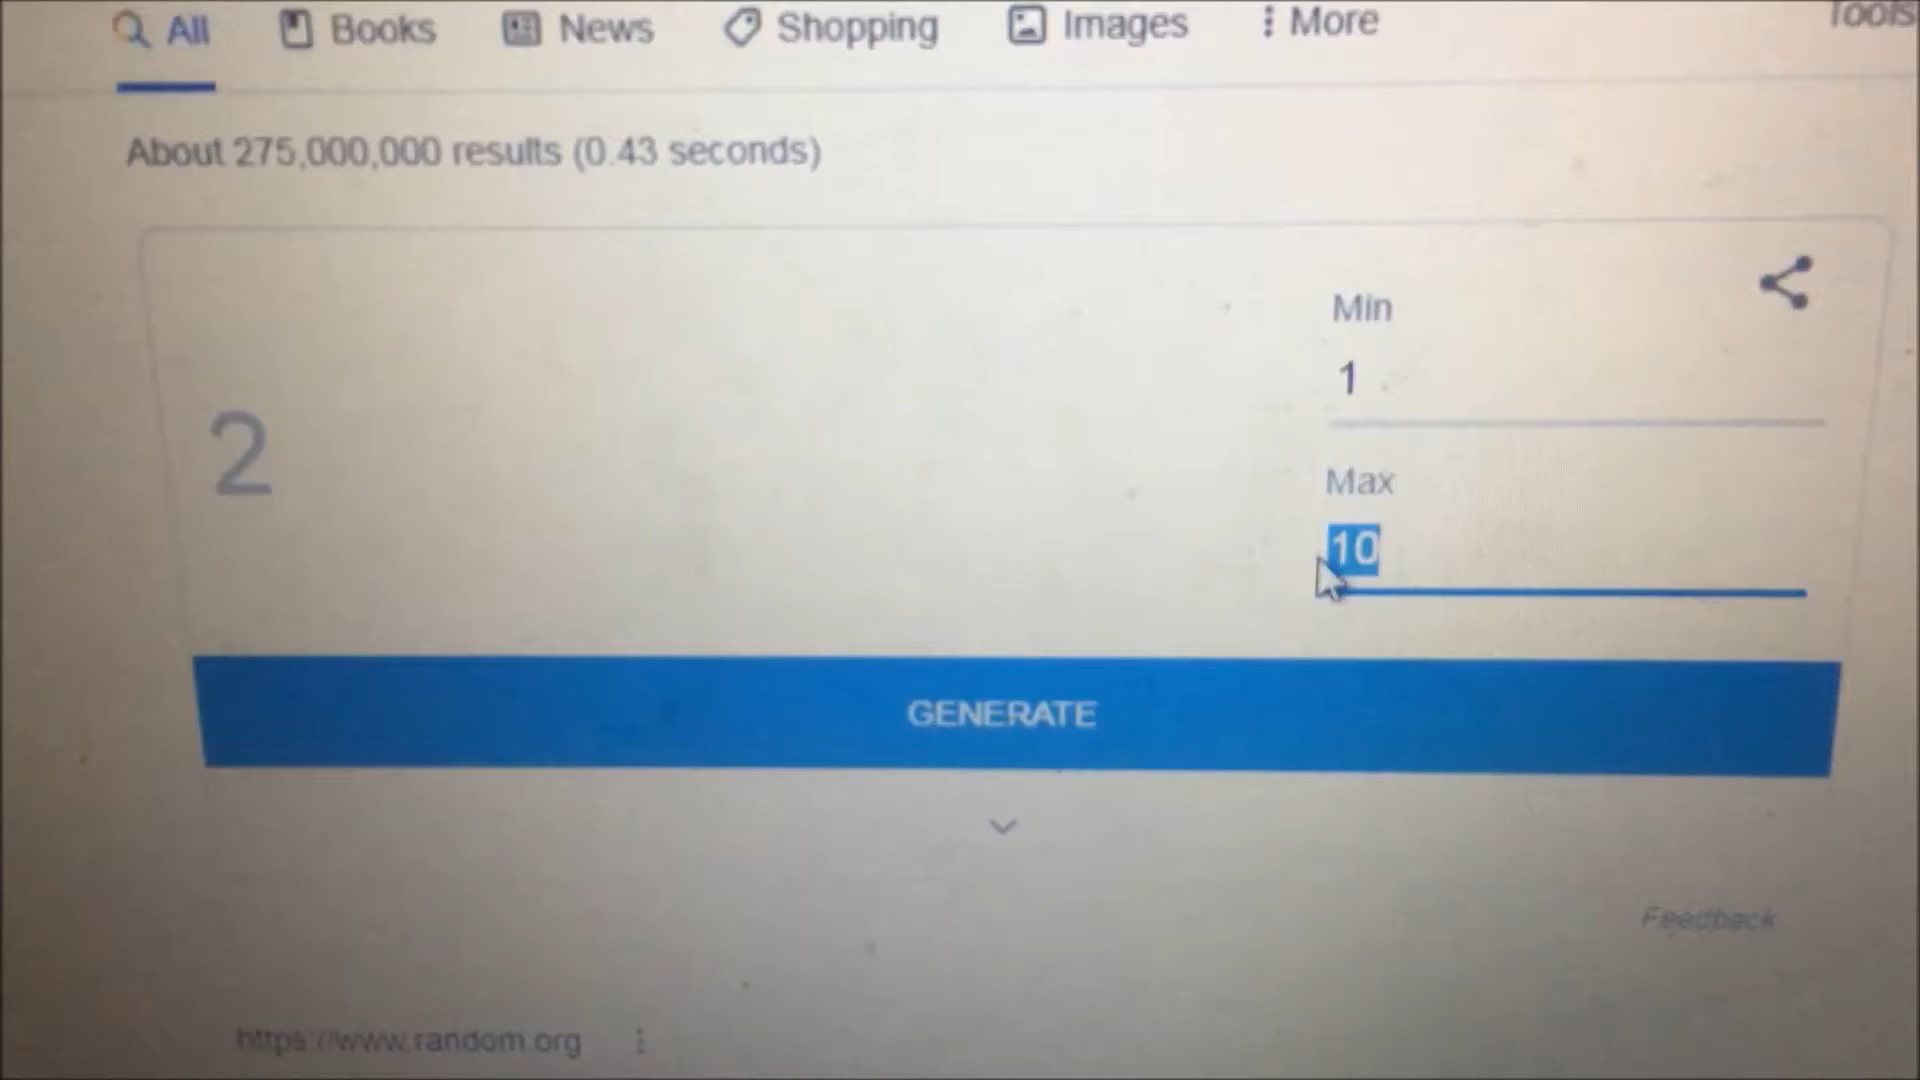 All Books News Shopping Images More Tools
About 275,000,000 results (0.43 seconds)
Min
1
2
Max
10
GENERATE
Feedback
https://www.random.org